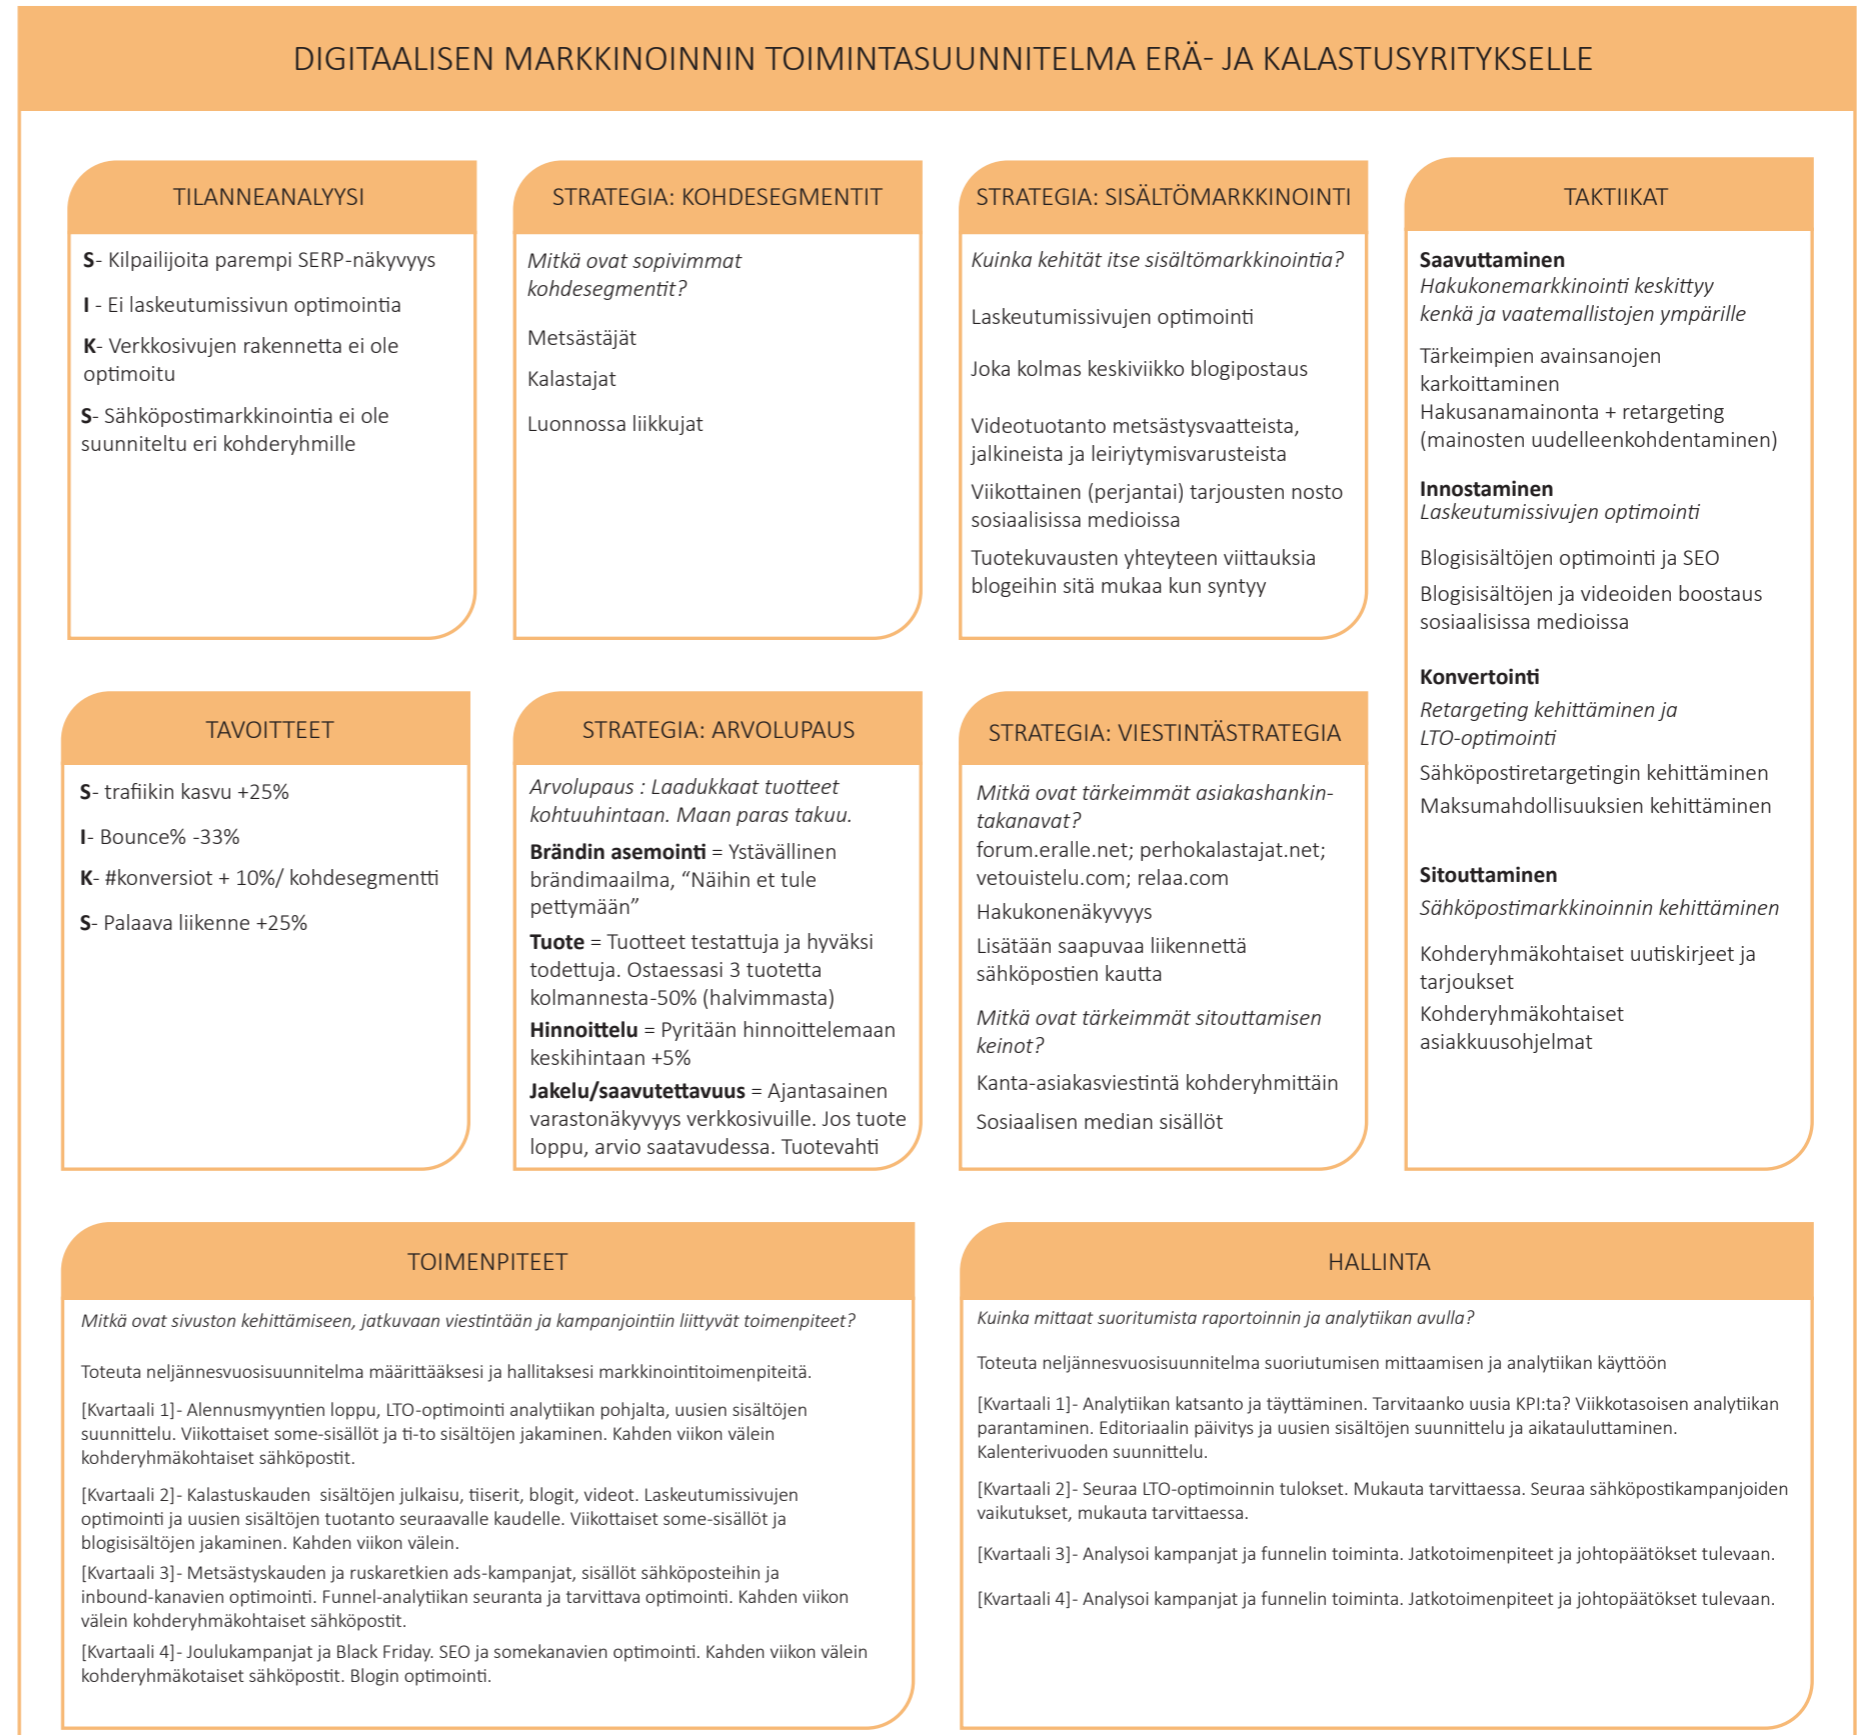 DIGITAALISEN MARKKINOINNIN TOIMINTASUUNNITELMA ERÄ- JA KALASTUSYRITYKSELLE
TILANNEANALYYSI
S- Kilpailijoita parempi SERP-näkyvyys
I - Ei laskeutumissivun optimointia
K- Verkkosivujen rakennetta ei ole
optimoitu
S- Sähköpostimarkkinointia ei ole
suunniteltu eri kohderyhmille
STRATEGIA: KOHDESEGMENTIT
Mitkä ovat sopivimmat
kohdesegmentit?
Metsästäjät
Kalastajat
Luonnossa liikkujat
STRATEGIA: SISÄLTÖMARKKINOINTI
Kuinka kehität itse sisältömarkkinointia?
Laskeutumissivujen optimointi
Joka kolmas keskiviikko blogipostaus
Videotuotanto metsästysvaatteista,
jalkineista ja leiriytymisvarusteista
Viikottainen (perjantai) tarjousten nosto
sosiaalisissa medioissa
Tuotekuvausten yhteyteen viittauksia
blogeihin sitä mukaa kun syntyy
TAKTIIKAT
Saavuttaminen
Hakukonemarkkinointi keskittyy
kenkä ja vaatemallistojen ympärille
Tärkeimpien avainsanojen
karkoittaminen
Hakusanamainonta + retargeting
(mainosten uudelleenkohdentaminen)
Innostaminen
Laskeutumissivujen optimointi
Blogisisältöjen optimointi ja SEO
Blogisisältöjen ja videoiden boostaus
sosiaalisissa medioissa
Konvertointi
Retargeting kehittäminen ja
LTO-optimointi
Sähköpostiretargetingin kehittäminen
Maksumahdollisuuksien kehittäminen
Sitouttaminen
Sähköpostimarkkinoinnin kehittäminen
Kohderyhmäkohtaiset uutiskirjeet ja
tarjoukset
Kohderyhmäkohtaiset
asiakkuusohjelmat
TAVOITTEET
S- trafiikin kasvu +25%
I- Bounce% -33%
K- #konversiot + 10%/ kohdesegmentti
S- Palaava liikenne +25%
STRATEGIA: ARVOLUPAUS
Arvolupaus : Laadukkaat tuotteet
kohtuuhintaan. Maan paras takuu.
Brändin asemointi = Ystävällinen
brändimaailma, “Näihin et tule
pettymään”
Tuote = Tuotteet testattuja ja hyväksi
todettuja. Ostaessasi 3 tuotetta
kolmannesta-50% (halvimmasta)
Hinnoittelu = Pyritään hinnoittelemaan
keskihintaan +5%
Jakelu/saavutettavuus = Ajantasainen
varastonäkyvyys verkkosivuille. Jos tuote
loppu, arvio saatavudessa. Tuotevahti
STRATEGIA: VIESTINTÄSTRATEGIA
Mitkä ovat tärkeimmät asiakashankin-
takanavat?
forum.eralle.net; perhokalastajat.net;
vetouistelu.com; relaa.com
Hakukonenäkyvyys
Lisätään saapuvaa liikennettä
sähköpostien kautta
Mitkä ovat tärkeimmät sitouttamisen
keinot?
Kanta-asiakasviestintä kohderyhmittäin
Sosiaalisen median sisällöt
TOIMENPITEET
Mitkä ovat sivuston kehittämiseen, jatkuvaan viestintään ja kampanjointiin liittyvät toimenpiteet?
Toteuta neljännesvuosisuunnitelma määrittääksesi ja hallitaksesi markkinointitoimenpiteitä.
[Kvartaali 1]- Alennusmyyntien loppu, LTO-optimointi analytiikan pohjalta, uusien sisältöjen
suunnittelu. Viikottaiset some-sisällöt ja ti-to sisältöjen jakaminen. Kahden viikon välein
kohderyhmäkohtaiset sähköpostit.
[Kvartaali 2]- Kalastuskauden sisältöjen julkaisu, tiiserit, blogit, videot. Laskeutumissivujen
optimointi ja uusien sisältöjen tuotanto seuraavalle kaudelle. Viikottaiset some-sisällöt ja
blogisisältöjen jakaminen. Kahden viikon välein.
[Kvartaali 3]- Metsästyskauden ja ruskaretkien ads-kampanjat, sisällöt sähköposteihin ja
inbound-kanavien optimointi. Funnel-analytiikan seuranta ja tarvittava optimointi. Kahden viikon
välein kohderyhmäkohtaiset sähköpostit.
[Kvartaali 4]- Joulukampanjat ja Black Friday. SEO ja somekanavien optimointi. Kahden viikon välein
kohderyhmäkotaiset sähköpostit. Blogin optimointi.
HALLINTA
Kuinka mittaat suoritumista raportoinnin ja analytiikan avulla?
Toteuta neljännesvuosisuunnitelma suoriutumisen mittaamisen ja analytiikan käyttöön
[Kvartaali 1]- Analytiikan katsanto ja täyttäminen. Tarvitaanko uusia KPI:ta? Viikkotasoisen analytiikan
parantaminen. Editoriaalin päivitys ja uusien sisältöjen suunnittelu ja aikatauluttaminen.
Kalenterivuoden suunnittelu.
[Kvartaali 2]- Seuraa LTO-optimoinnin tulokset. Mukauta tarvittaessa. Seuraa sähköpostikampanjoiden
vaikutukset, mukauta tarvittaessa.
[Kvartaali 3]- Analysoi kampanjat ja funnelin toiminta. Jatkotoimenpiteet ja johtopäätökset tulevaan.
[Kvartaali 4]- Analysoi kampanjat ja funnelin toiminta. Jatkotoimenpiteet ja johtopäätökset tulevaan.